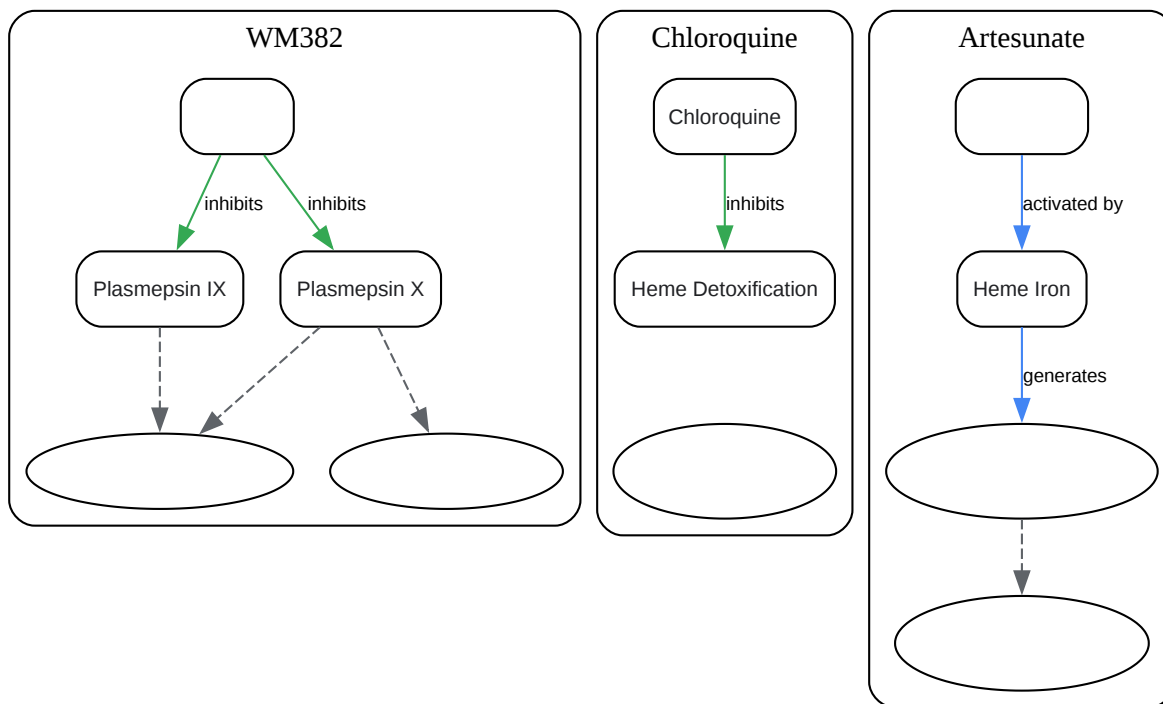 WM382
Chloroquine
Artesunate
Chloroquine
inhibits
inhibits
inhibits
activated by
Plasmepsin IX
Plasmepsin X
Heme Detoxification
Heme Iron
generates